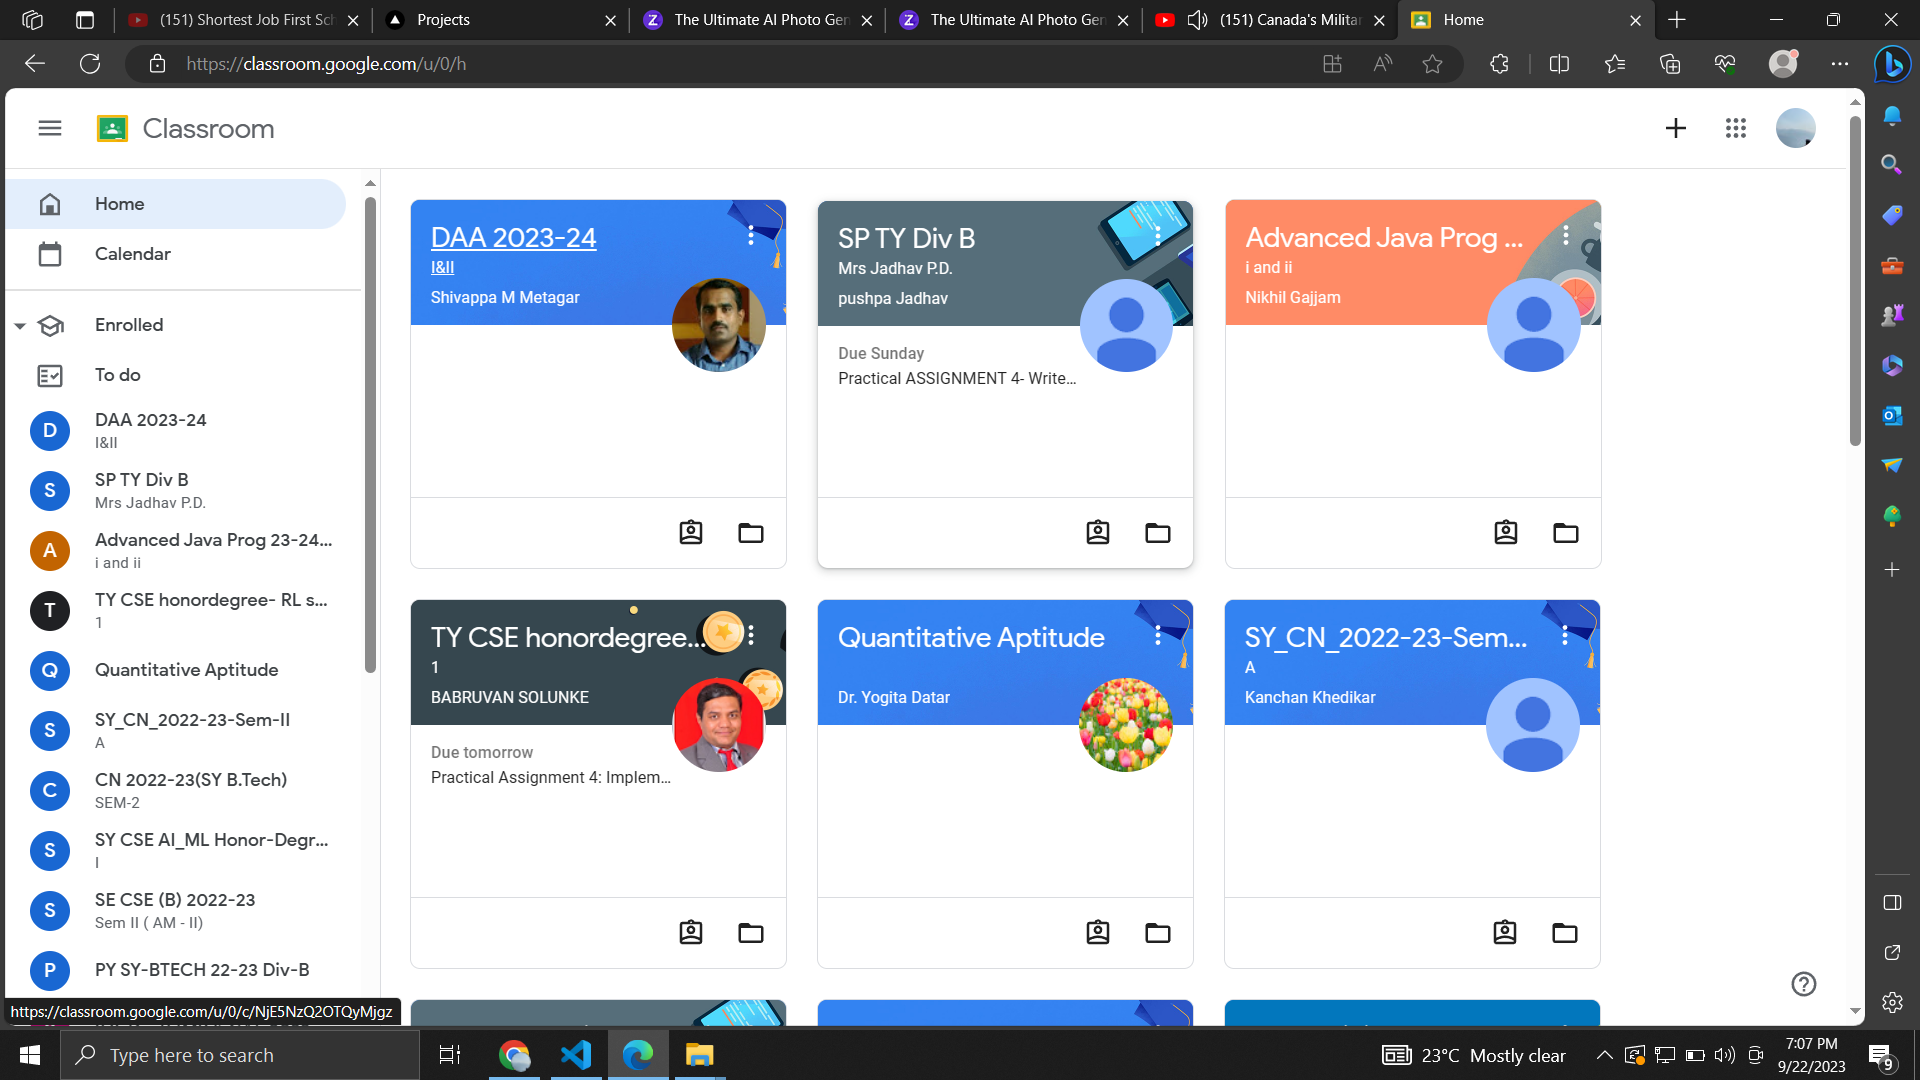 (151) Shortest Job First Sch
Projects
The Ultimate AI Photo Gen
The Ultimate AI Photo Gen
(151) Canada's Militar
Home
https://classroom.google.com/u/0/h
Classroom
Home
Calendar
Enrolled
To do
D
DAA 2023-24
I&II
S
SP TY Div B
Mrs Jadhav P.D.
A
Advanced Java Prog 23-24...
i and ii
T
TY CSE honordegree- RL s...
1
Q
Quantitative Aptitude
S
SY_CN_2022-23-Sem-II
A
C
CN 2022-23(SY B.Tech)
SEM-2
S
SY CSE AI_ML Honor-Degr...
I
S
SE CSE (B) 2022-23
Sem II ( AM - II)
P
PY SY-BTECH 22-23 Div-B
https://classroom.google.com/u/0/c/NjE5NzQ2OTQyMjgz
DAA 2023-24
I&II
Shivappa M Metagar
SP TY Div B
Mrs Jadhav P.D.
pushpa Jadhav
Due Sunday
Practical ASSIGNMENT 4- Write...
Advanced Java Prog ...
i and ii
Nikhil Gajjam
TY CSE honordegree...
1
BABRUVAN SOLUNKE
Due tomorrow
Practical Assignment 4: Implem...
Quantitative Aptitude
Dr. Yogita Datar
SY_CN_2022-23-Sem...
A
Kanchan Khedikar
Type here to search
23°C Mostly clear
7:07 PM
9/22/2023
9